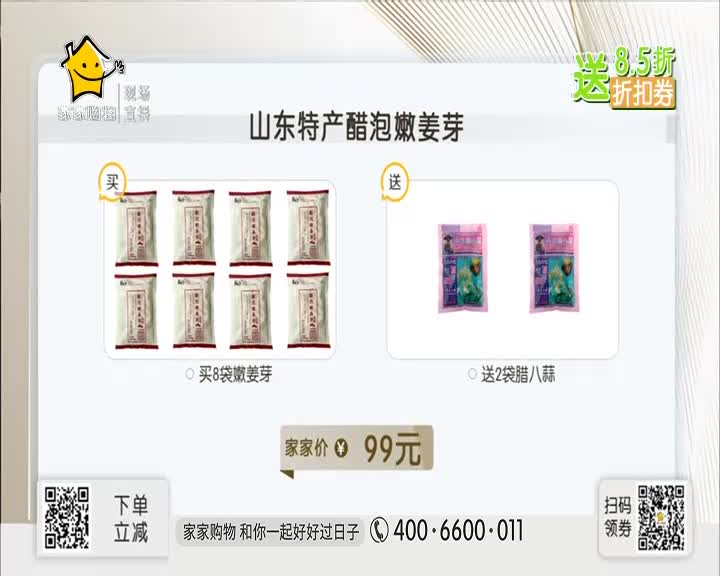 家家购物
现场
直播
送
8.5折
折扣券
山东特产醋泡嫩姜芽
买
送
买8袋嫩姜芽
送2袋腊八蒜
家家价 ¥ 99元
下单
立减
家家购物 和你一起好好过日子 400·6600·011
扫码
领券